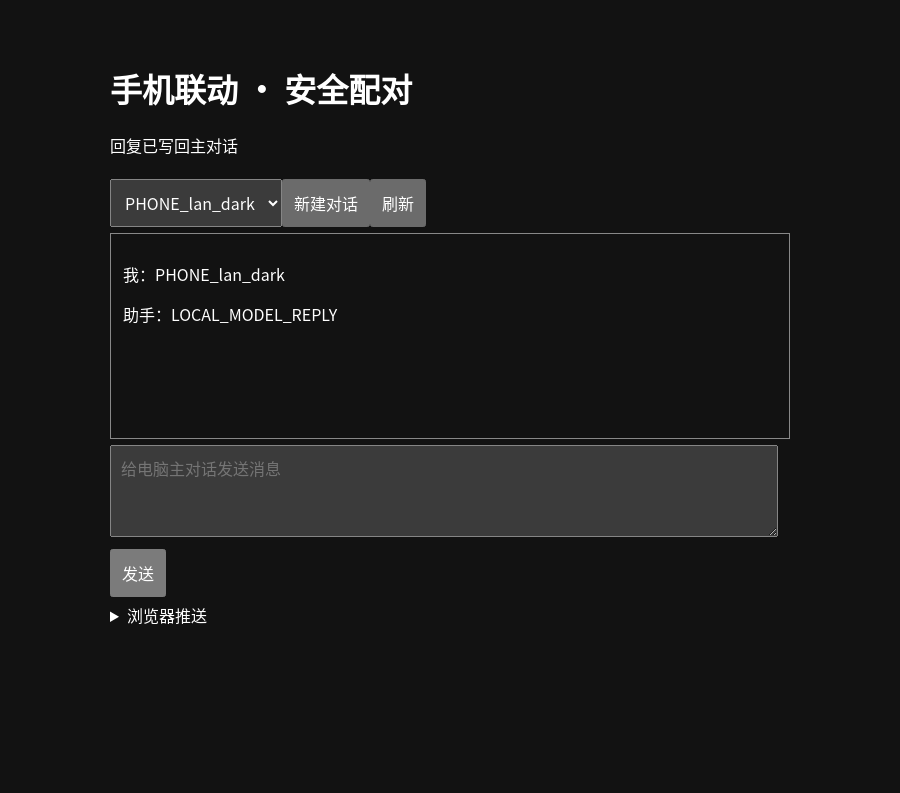 手机联动 · 安全配对
回复已写回主对话
PHONE_lan_dark 新建对话 刷新
我：PHONE_lan_dark
助手：LOCAL_MODEL_REPLY
给电脑主对话发送消息
发送
浏览器推送